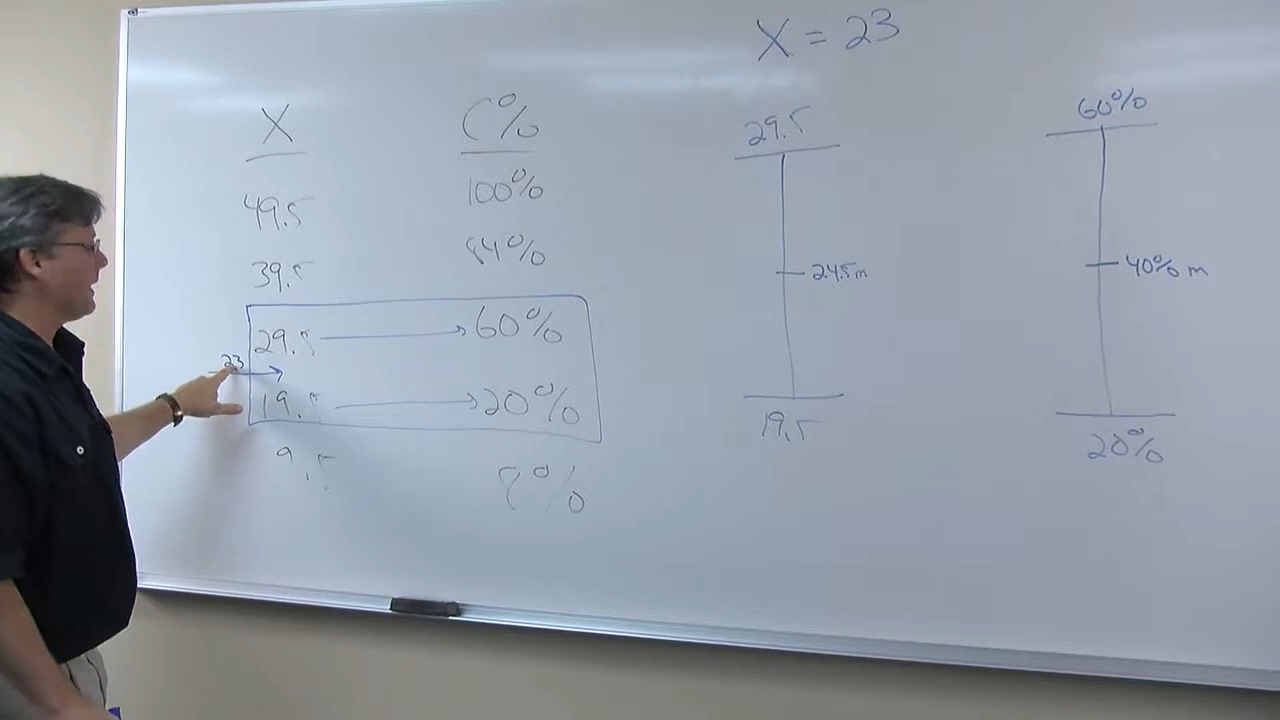 X = 23
X C%
49.5 100%
39.5 84%
29.5 60%
23
19.5 20%
9.5 8%
29.5
24.5m
19.5
60%
40% m
20%